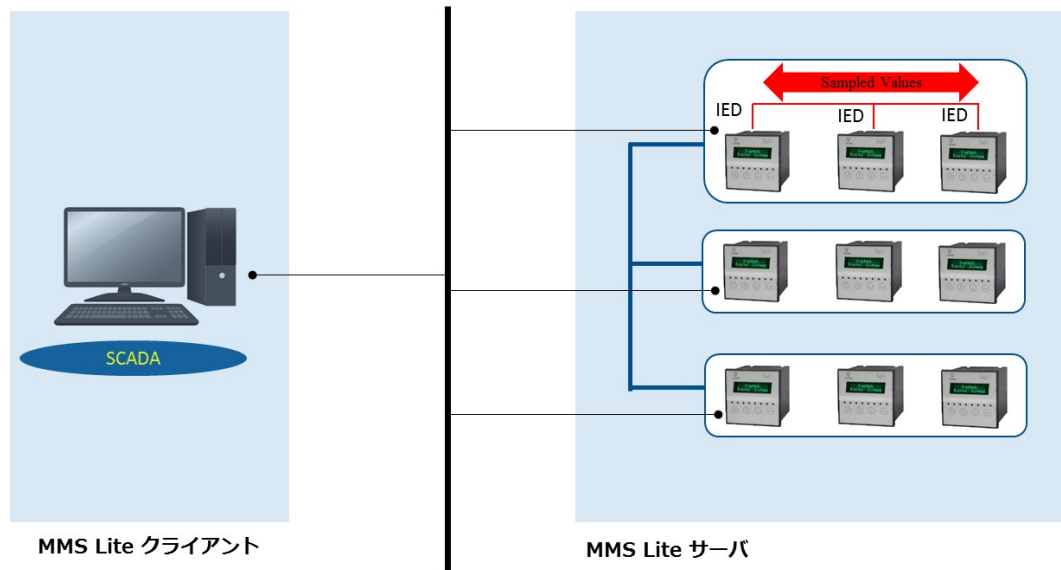 Sampled Values
IED
IED
IED
SCADA
MMS Lite クライアント
MMS Lite サーバ